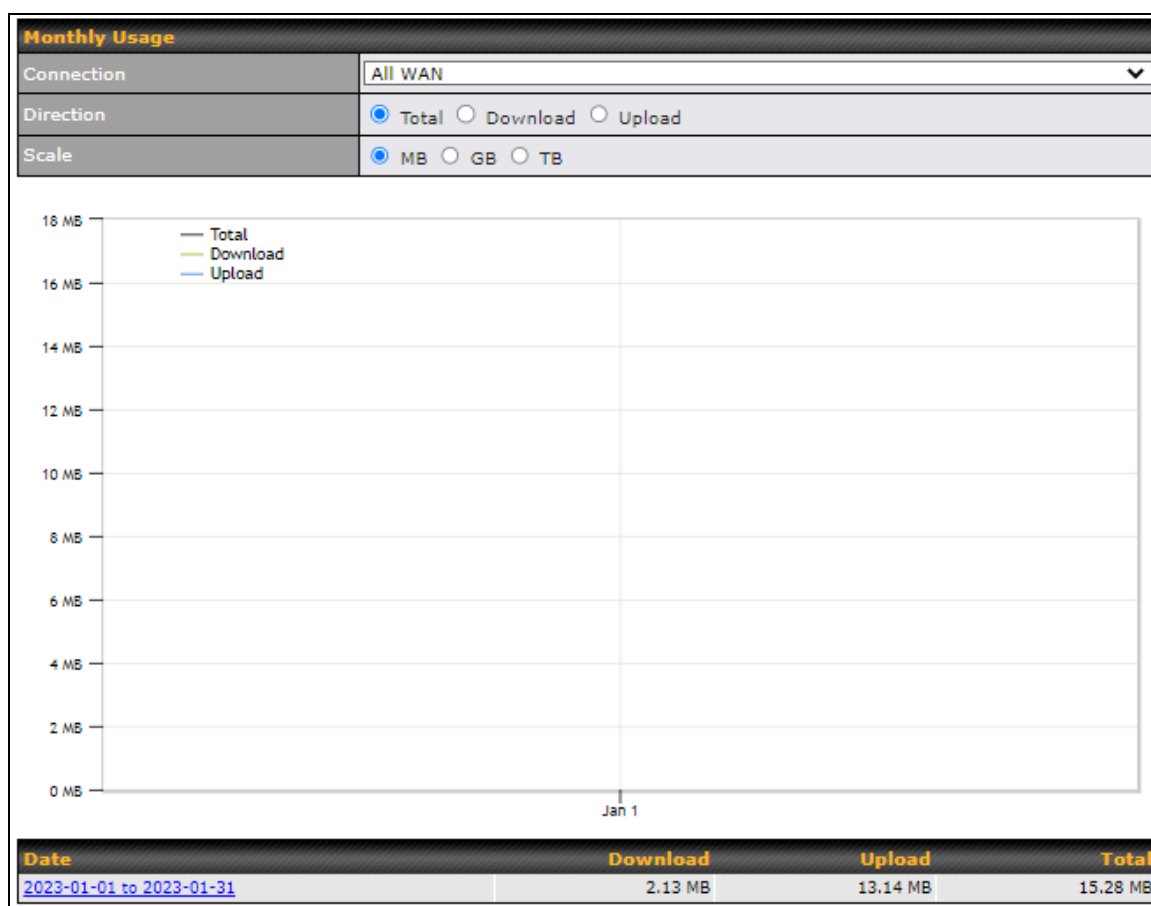 Monthly Usage
Connection All WAN
Direction Total Download Upload
Scale MB GB TB
18 MB
Total
Download
Upload
16 MB
14 MB
12 MB
10 MB
8 MB
6 MB
4 MB
2 MB
0 MB
Jan 1
Date Download Upload Total
2023-01-01 to 2023-01-31 2.13 MB 13.14 MB 15.28 MB